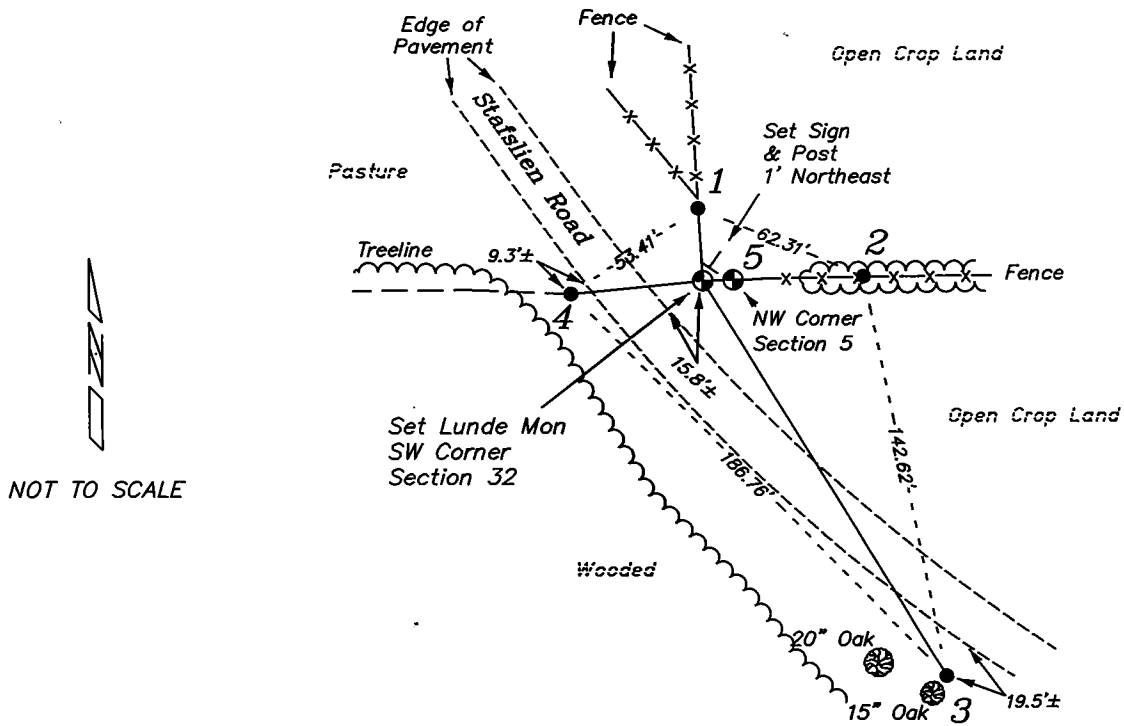 Edge of
Pavement
Fence
Open Crop Land
Stafslien Road
Set Sign
& Post
1' Northeast
Pasture
1
53.41'
62.31'
2
Treeline
9.3'±
5
Fence
4
NW Corner
Section 5
15.8'±
Set Lunde Mon
SW Corner
Section 32
Open Crop Land
142.62'
186.76'
N
NOT TO SCALE
Wooded
20" Oak
15" Oak
3
19.5'±